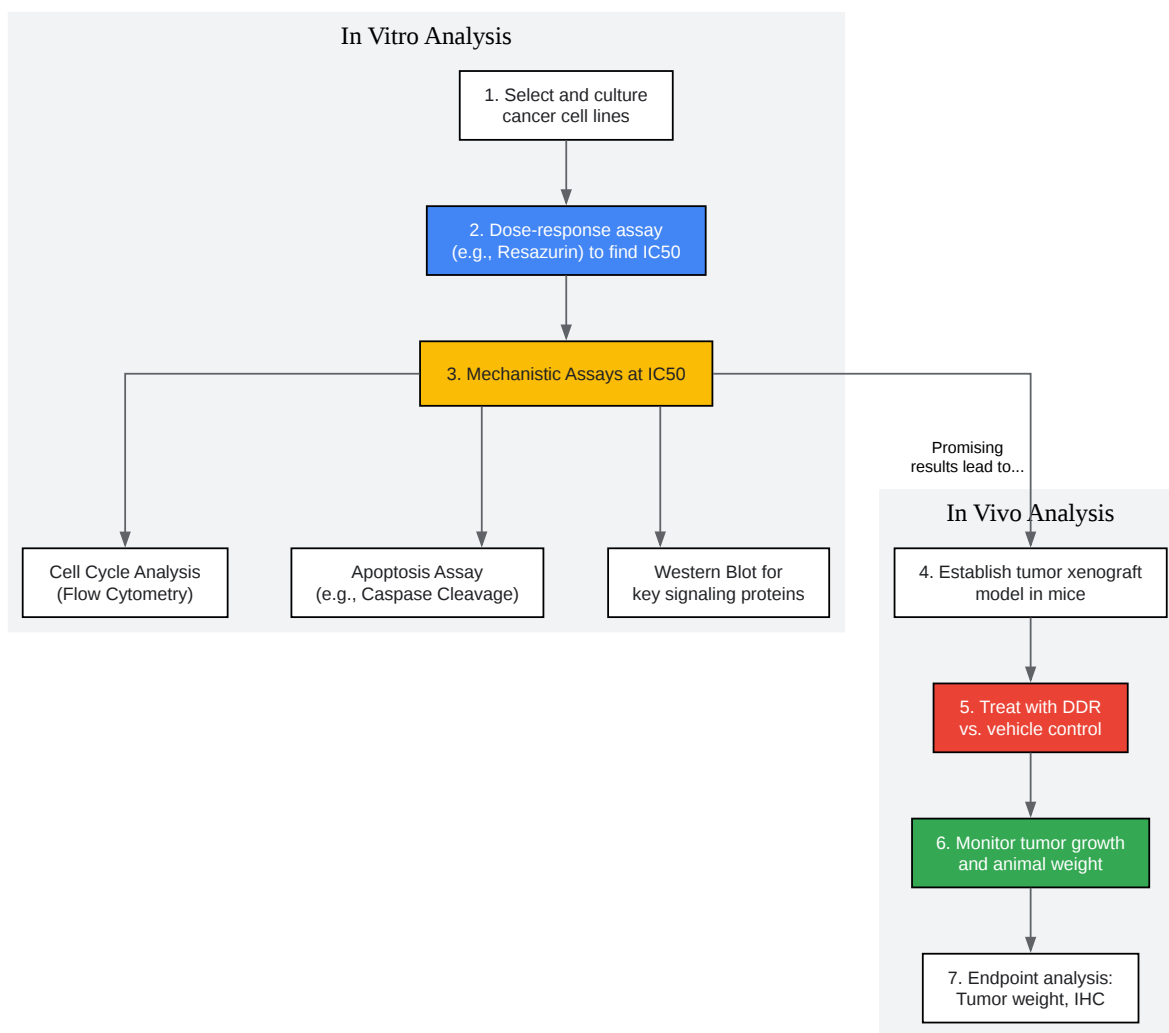 In Vitro Analysis
1. Select and culture
cancer cell lines
2. Dose-response assay
(e.g., Resazurin) to find IC50
3. Mechanistic Assays at IC50
Promising
results lead to...
Cell Cycle Analysis
(Flow Cytometry)
Apoptosis Assay
(e.g., Caspase Cleavage)
Western Blot for
key signaling proteins
In Vivo Analysis
4. Establish tumor xenograft
model in mice
5. Treat with DDR
vs. vehicle control
6. Monitor tumor growth
and animal weight
7. Endpoint analysis:
Tumor weight, IHC